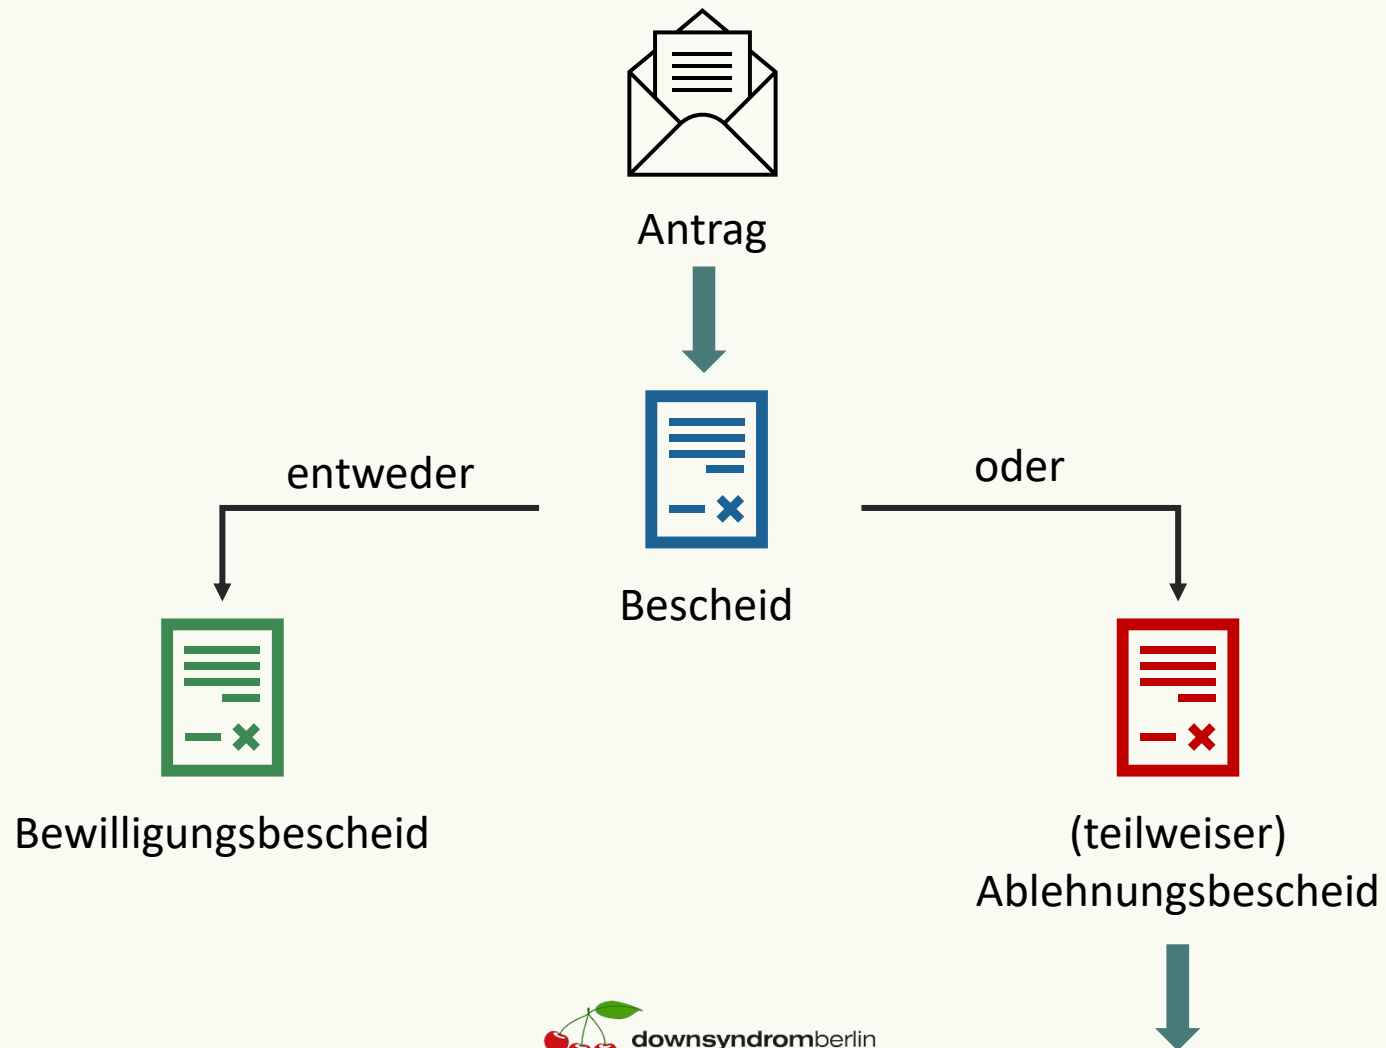 Antrag
entweder
oder
Bescheid
Bewilligungsbescheid
(teilweiser)
Ablehnungsbescheid
downsyndromberlin